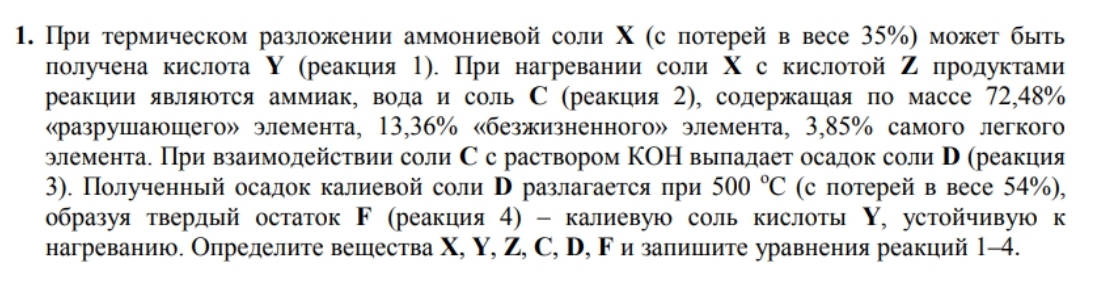 1. При термическом разложении аммониевой соли X (с потерей в весе 35%) может быть
получена кислота Y (реакция 1). При нагревании соли X с кислотой Z продуктами
реакции являются аммиак, вода и соль C (реакция 2), содержащая по массе 72,48%
«разрушающего» элемента, 13,36% «безжизненного» элемента, 3,85% самого легкого
элемента. При взаимодействии соли C с раствором КОН выпадает осадок соли D (реакция
3). Полученный осадок калиевой соли D разлагается при 500 °C (с потерей в весе 54%),
образуя твердый остаток F (реакция 4) – калиевую соль кислоты Y, устойчивую к
нагреванию. Определите вещества X, Y, Z, C, D, F и запишите уравнения реакций 1–4.